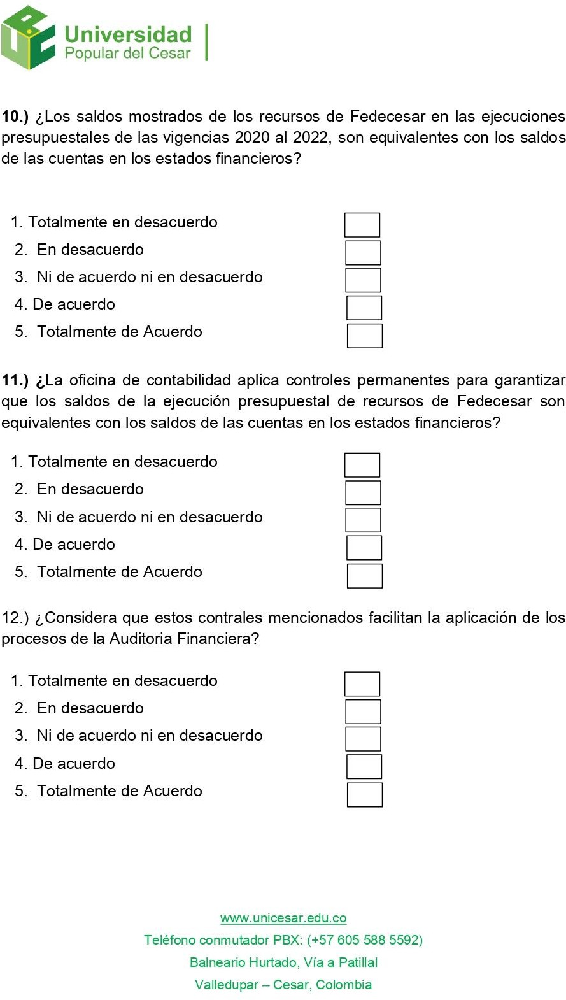 UPC
Universidad
Popular del Cesar
10.) ¿Los saldos mostrados de los recursos de Fedecesar en las ejecuciones
presupuestales de las vigencias 2020 al 2022, son equivalentes con los saldos
de las cuentas en los estados financieros?
1. Totalmente en desacuerdo
2. En desacuerdo
3. Ni de acuerdo ni en desacuerdo
4. De acuerdo
5. Totalmente de Acuerdo
11.) ¿La oficina de contabilidad aplica controles permanentes para garantizar
que los saldos de la ejecución presupuestal de recursos de Fedecesar son
equivalentes con los saldos de las cuentas en los estados financieros?
1. Totalmente en desacuerdo
2. En desacuerdo
3. Ni de acuerdo ni en desacuerdo
4. De acuerdo
5. Totalmente de Acuerdo
12.) ¿Considera que estos contrales mencionados facilitan la aplicación de los
procesos de la Auditoria Financiera?
1. Totalmente en desacuerdo
2. En desacuerdo
3. Ni de acuerdo ni en desacuerdo
4. De acuerdo
5. Totalmente de Acuerdo
www.unicesar.edu.co
Teléfono conmutador PBX: (+57 605 588 5592)
Balneario Hurtado, Vía a Patillal
Valledupar – Cesar, Colombia